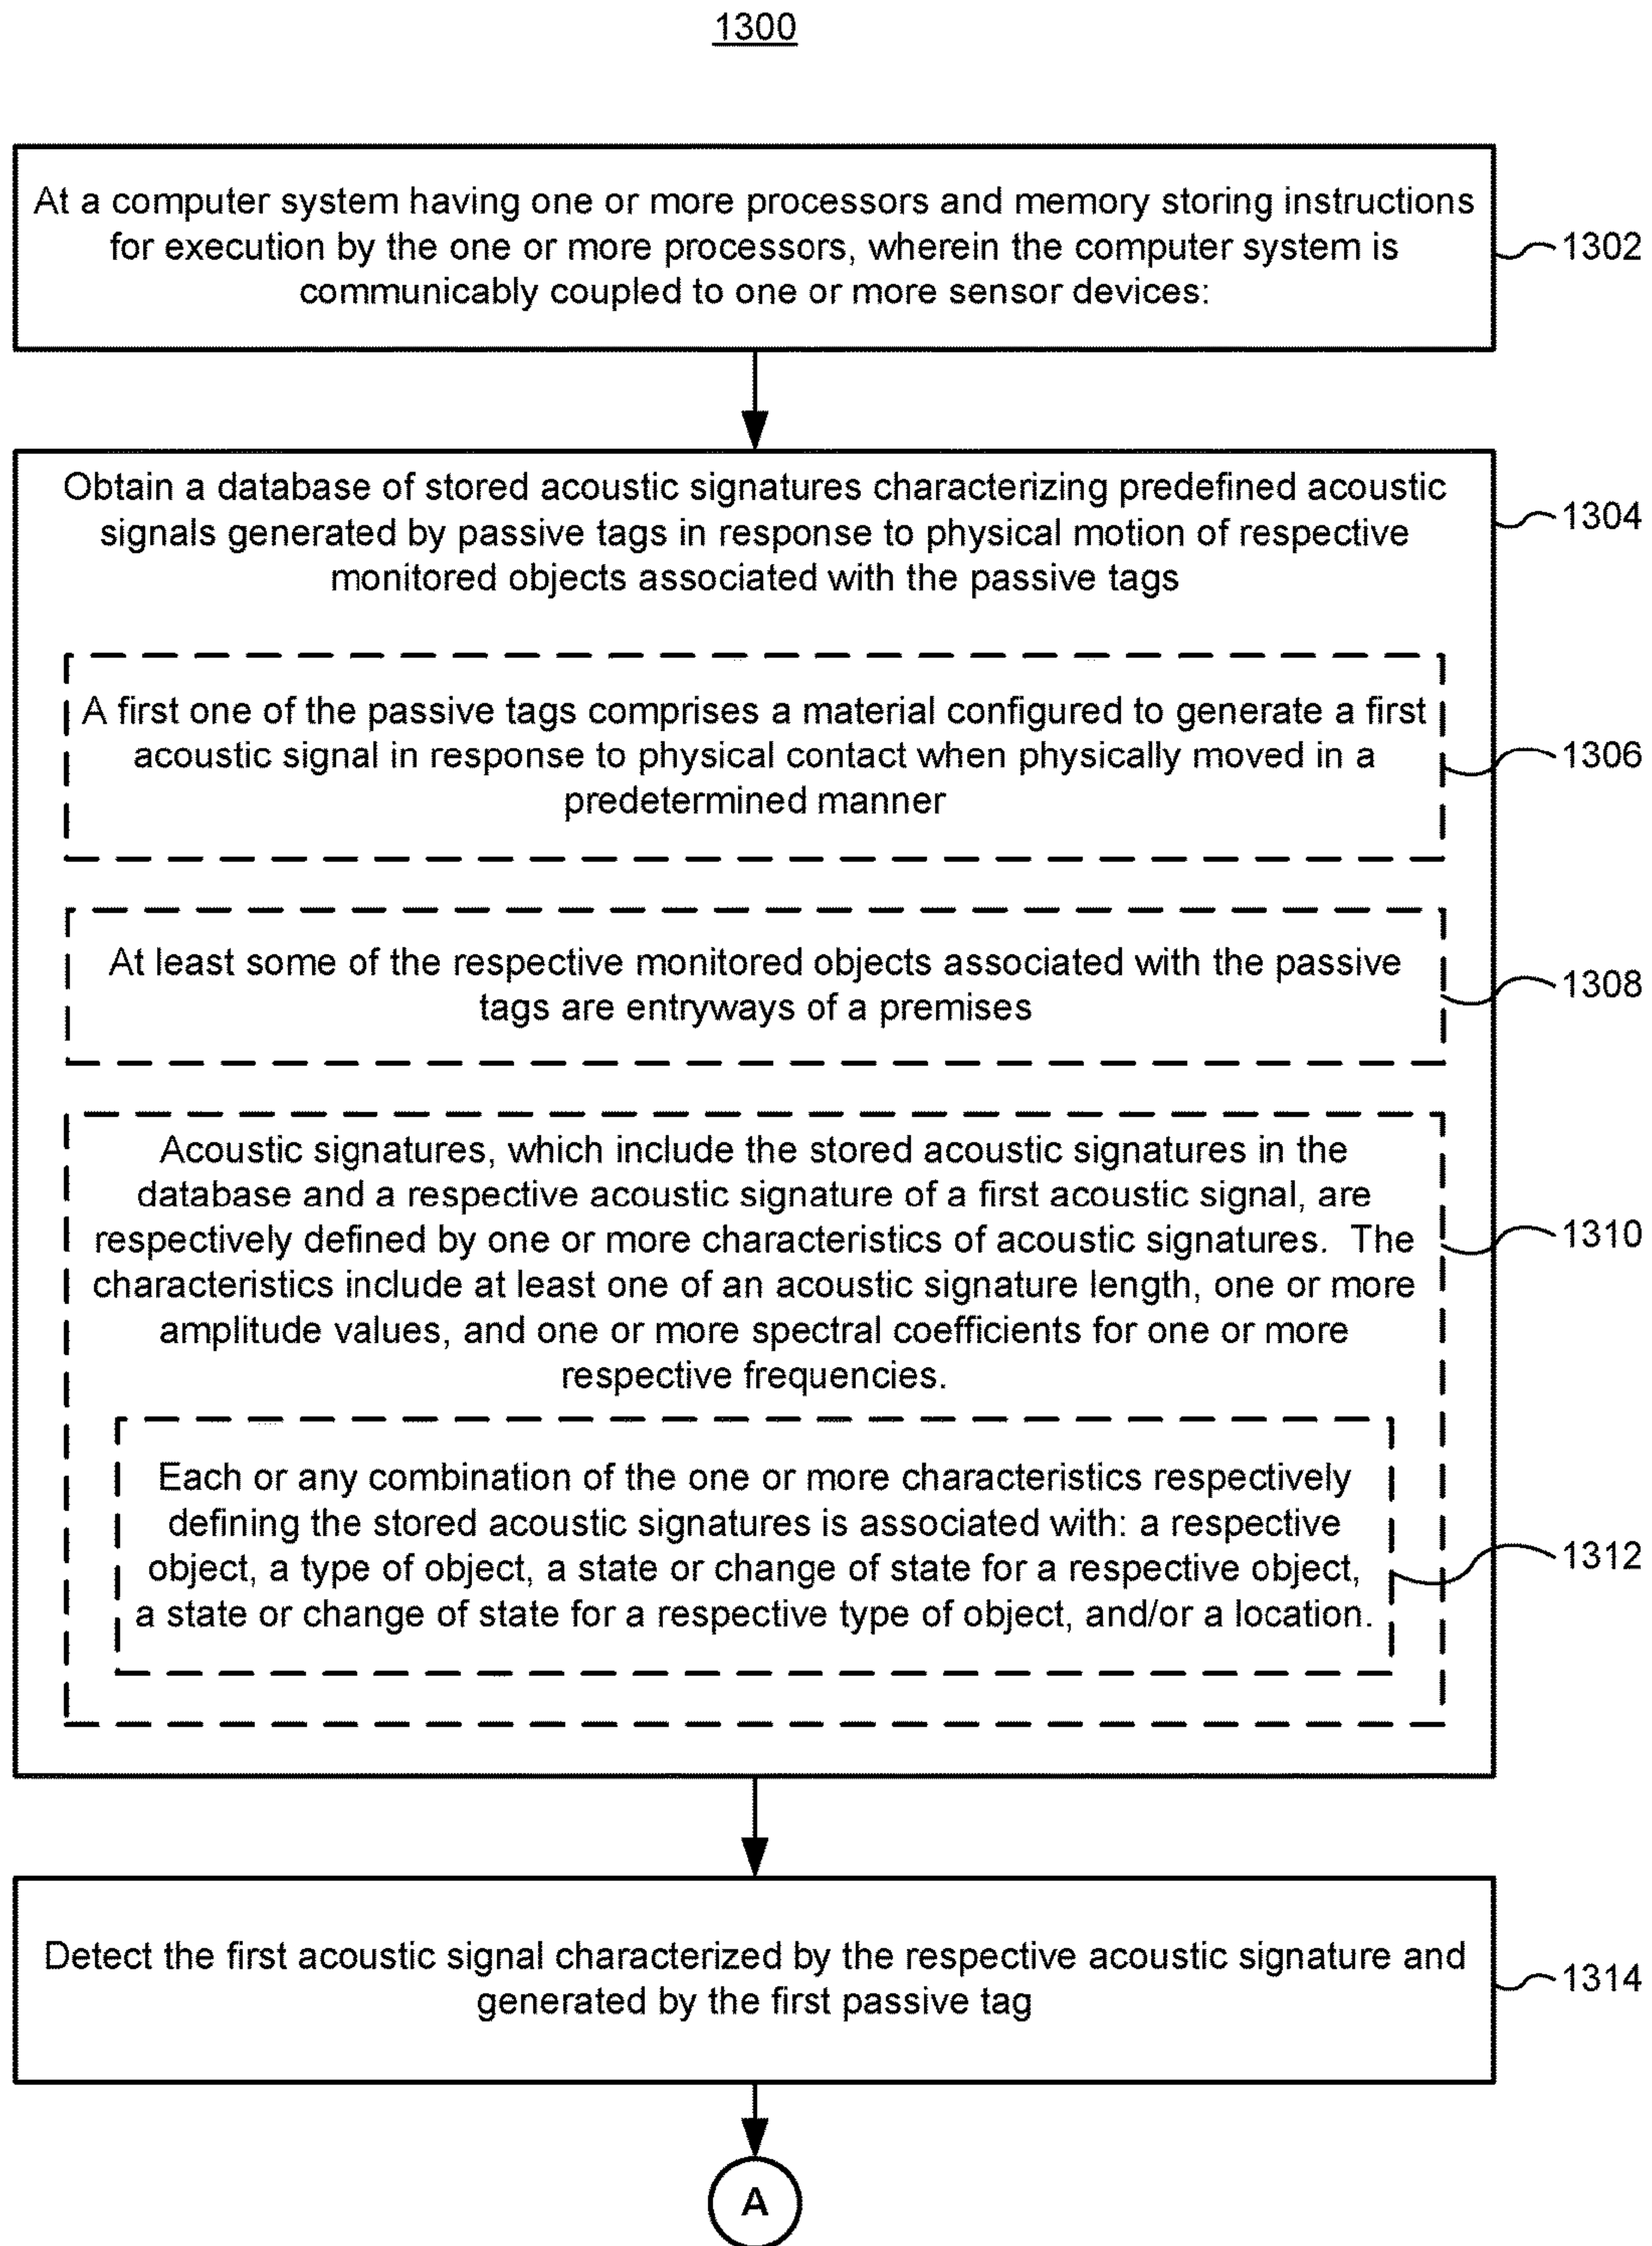 1300
At a computer system having one or more processors and memory storing instructions
for execution by the one or more processors, wherein the computer system is
communicably coupled to one or more sensor devices:
1302
Obtain a database of stored acoustic signatures characterizing predefined acoustic
signals generated by passive tags in response to physical motion of respective
monitored objects associated with the passive tags
1304
A first one of the passive tags comprises a material configured to generate a first
acoustic signal in response to physical contact when physically moved in a
predetermined manner
1306
At least some of the respective monitored objects associated with the passive
tags are entryways of a premises
1308
Acoustic signatures, which include the stored acoustic signatures in the
database and a respective acoustic signature of a first acoustic signal, are
respectively defined by one or more characteristics of acoustic signatures. The
characteristics include at least one of an acoustic signature length, one or more
amplitude values, and one or more spectral coefficients for one or more
respective frequencies.
1310
Each or any combination of the one or more characteristics respectively
defining the stored acoustic signatures is associated with: a respective
object, a type of object, a state or change of state for a respective object,
a state or change of state for a respective type of object, and/or a location.
1312
Detect the first acoustic signal characterized by the respective acoustic signature and
generated by the first passive tag
1314
A